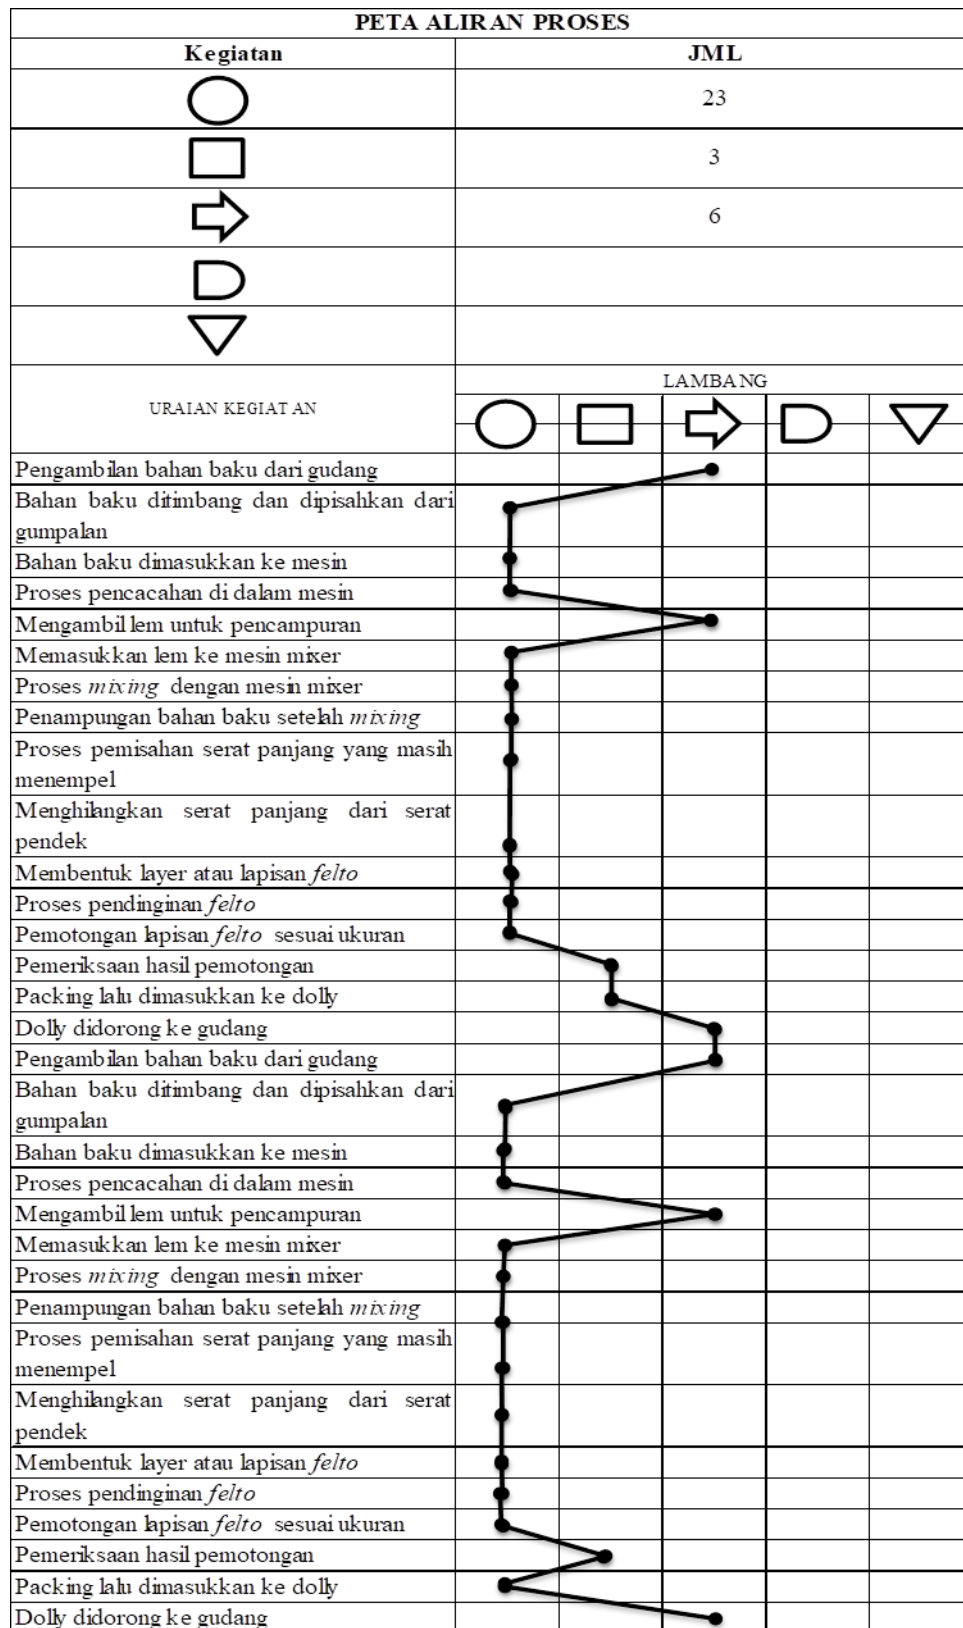 PETA ALIRAN PROSES
Kegiatan JML
23
3
6
URAIAN KEGIATAN
LAMBANG
Pengambilan bahan baku dari gudang
Bahan baku ditimbang dan dipisahkan dari
gumpalan
Bahan baku dimasukkan ke mesin
Proses pencacahan di dalam mesin
Mengambil lem untuk pencampuran
Memasukkan lem ke mesin mixer
Proses mixing dengan mesin mixer
Penampungan bahan baku setelah mixing
Proses pemisahan serat panjang yang masih
menempel
Menghilangkan serat panjang dari serat
pendek
Membentuk layer atau lapisan felto
Proses pendinginan felto
Pemotongan lapisan felto sesuai ukuran
Pemeriksaan hasil pemotongan
Packing lalu dimasukkan ke dolly
Dolly didorong ke gudang
Pengambilan bahan baku dari gudang
Bahan baku ditimbang dan dipisahkan dari
gumpalan
Bahan baku dimasukkan ke mesin
Proses pencacahan di dalam mesin
Mengambil lem untuk pencampuran
Memasukkan lem ke mesin mixer
Proses mixing dengan mesin mixer
Penampungan bahan baku setelah mixing
Proses pemisahan serat panjang yang masih
menempel
Menghilangkan serat panjang dari serat
pendek
Membentuk layer atau lapisan felto
Proses pendinginan felto
Pemotongan lapisan felto sesuai ukuran
Pemeriksaan hasil pemotongan
Packing lalu dimasukkan ke dolly
Dolly didorong ke gudang